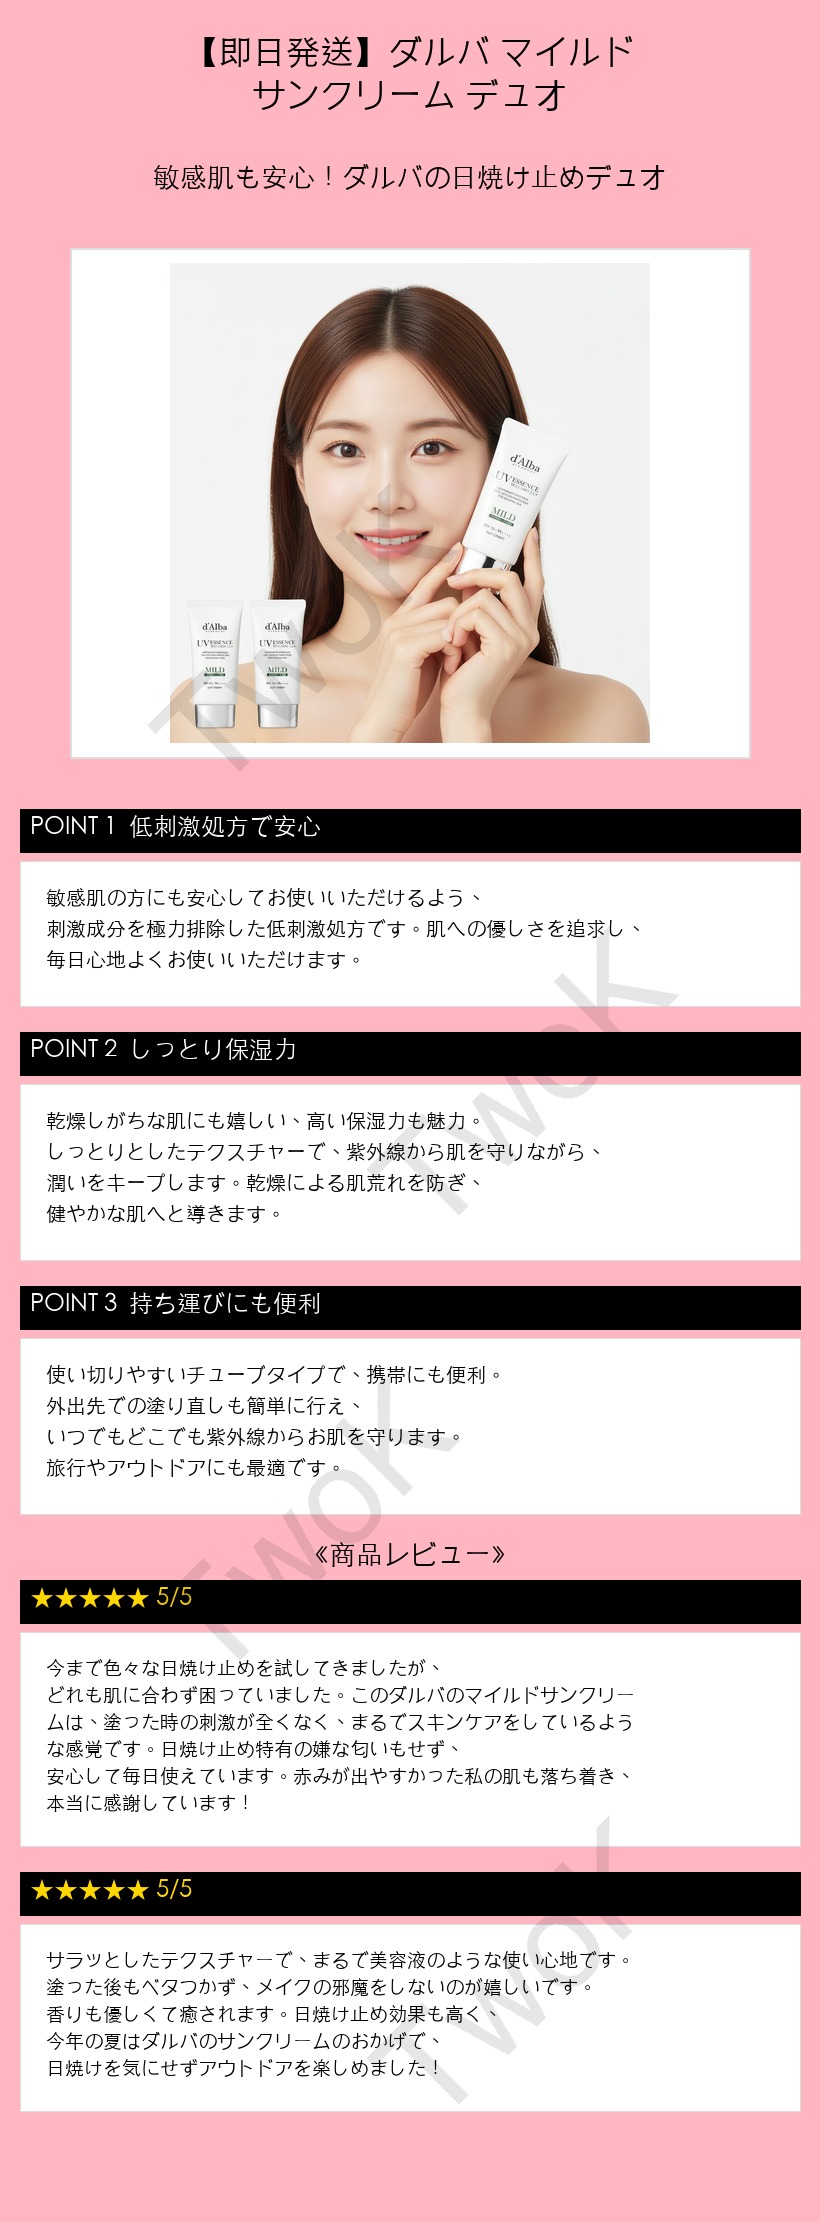 【即日発送】ダルバ マイルド
サンクリーム デュオ
敏感肌も安心！ダルバの日焼け止めデュオ
d'Alba
UV ESSENCE
MILD
d'Alba
UV ESSENCE
MILD
d'Alba
UV ESSENCE
MILD
TwoK
POINT 1 低刺激処方で安心
敏感肌の方にも安心してお使いいただけるよう、
刺激成分を極力排除した低刺激処方です。肌への優しさを追求し、
毎日心地よくお使いいただけます。
TwoK
POINT 2 しっとり保湿力
乾燥しがちな肌にも嬉しい、高い保湿力も魅力。
しっとりとしたテクスチャーで、紫外線から肌を守りながら、
潤いをキープします。乾燥による肌荒れを防ぎ、
健やかな肌へと導きます。
POINT 3 持ち運びにも便利
使い切りやすいチューブタイプで、携帯にも便利。
外出先での塗り直しも簡単に行え、
いつでもどこでも紫外線からお肌を守ります。
旅行やアウトドアにも最適です。
TwoK
《商品レビュー》
★★★★★ 5/5
今まで色々な日焼け止めを試してきましたが、
どれも肌に合わず困っていました。このダルバのマイルドサンクリー
ムは、塗った時の刺激が全くなく、まるでスキンケアをしているよう
な感覚です。日焼け止め特有の嫌な匂いもせず、
安心して毎日使えています。赤みが出やすかった私の肌も落ち着き、
本当に感謝しています！
★★★★★ 5/5
サラッとしたテクスチャーで、まるで美容液のような使い心地です。
塗った後もベタつかず、メイクの邪魔をしないのが嬉しいです。
香りも優しくて癒されます。日焼け止め効果も高く、
今年の夏はダルバのサンクリームのおかげで、
日焼けを気にせずアウトドアを楽しめました！
TwoK